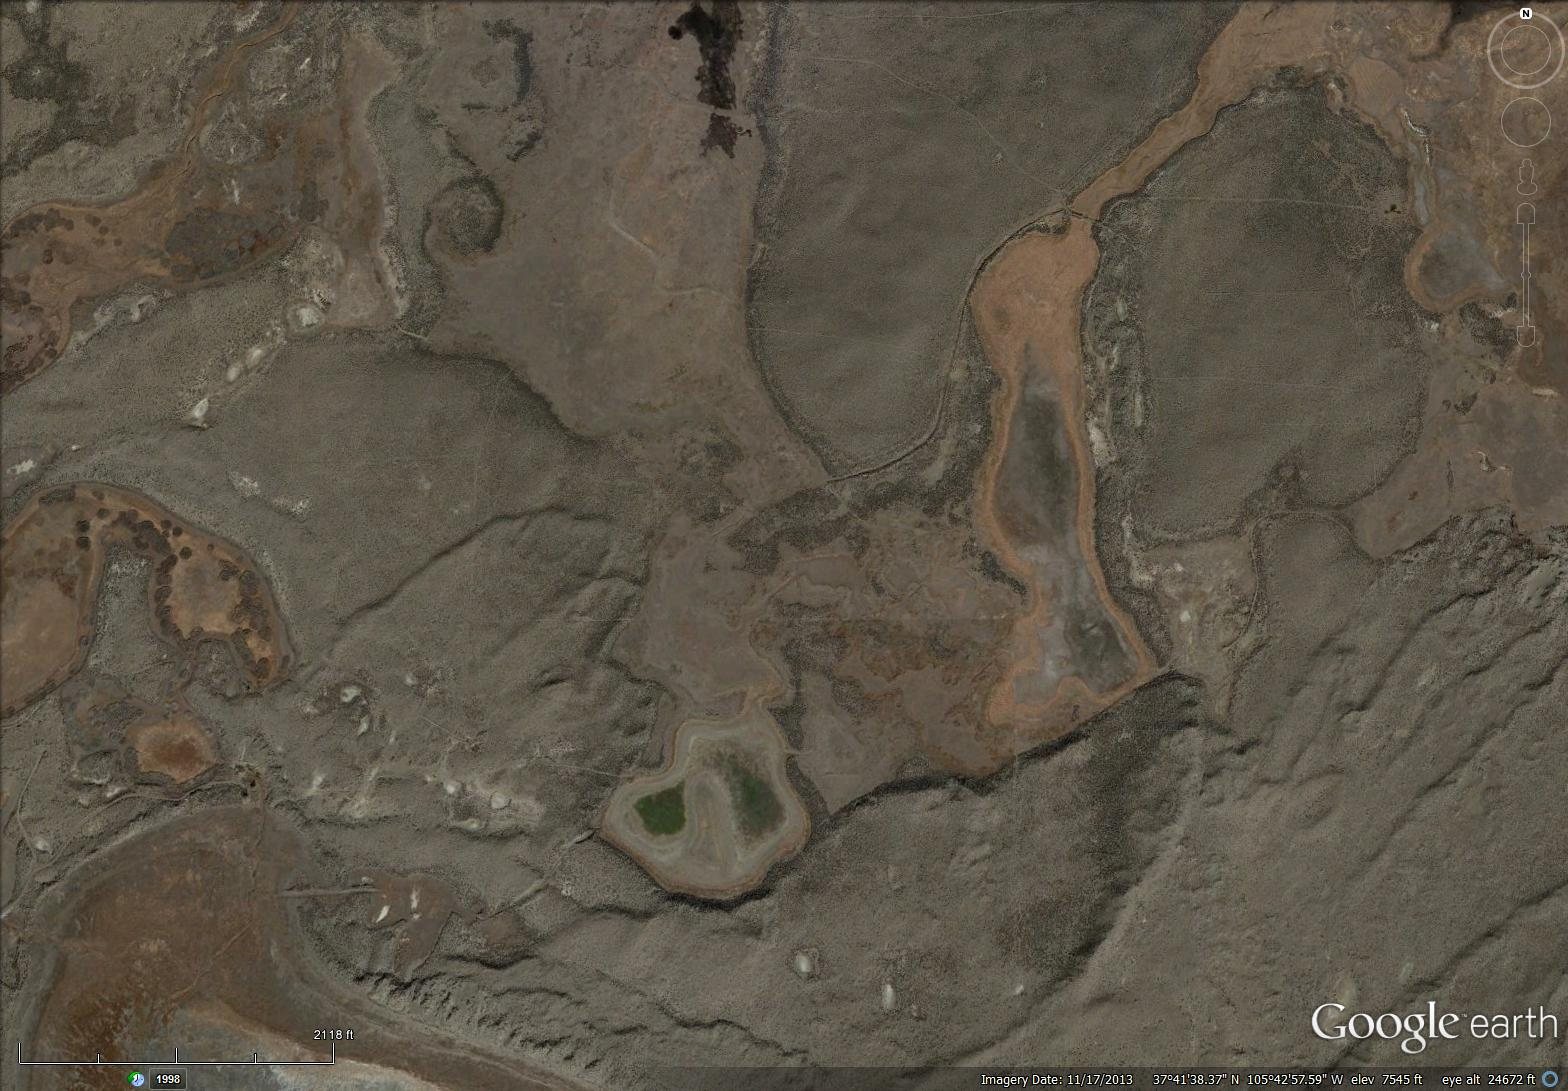 N
2118 ft
Google earth
1998
Imagery Date: 11/17/2013 37°41'38.37" N 105°42'57.59" W elev 7545 ft eye alt 24672 ft